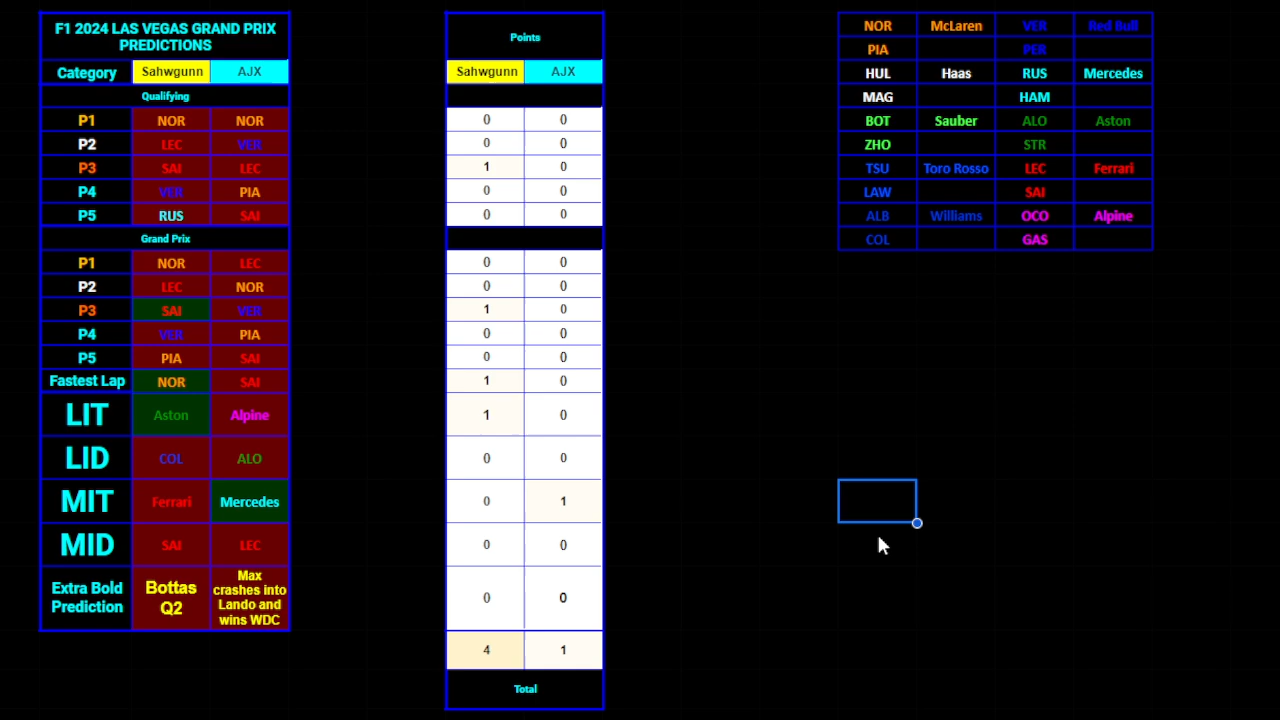 F1 2024 LAS VEGAS GRAND PRIX
PREDICTIONS
Category Sahwgunn AJX
Qualifying
P1 NOR NOR
P2 LEC VER
P3 SAI LEC
P4 VER PIA
P5 RUS SAI
Grand Prix
P1 NOR LEC
P2 LEC NOR
P3 SAI VER
P4 VER PIA
P5 PIA SAI
Fastest Lap NOR SAI
LIT Aston Alpine
LID COL ALO
MIT Ferrari Mercedes
MID SAI LEC
Extra Bold
Prediction
Bottas
Q2
Max
crashes into
Lando and
wins WDC
Points
Sahwgunn AJX
0 0
0 0
1 0
0 0
0 0
0 0
0 0
1 0
0 0
0 0
1 0
1 0
0 0
0 1
0 0
0 0
4 1
Total
NOR McLaren VER Red Bull
PIA PER
HUL Haas RUS Mercedes
MAG HAM
BOT Sauber ALO Aston
ZHO STR
TSU Toro Rosso LEC Ferrari
LAW SAI
ALB Williams OCO Alpine
COL GAS